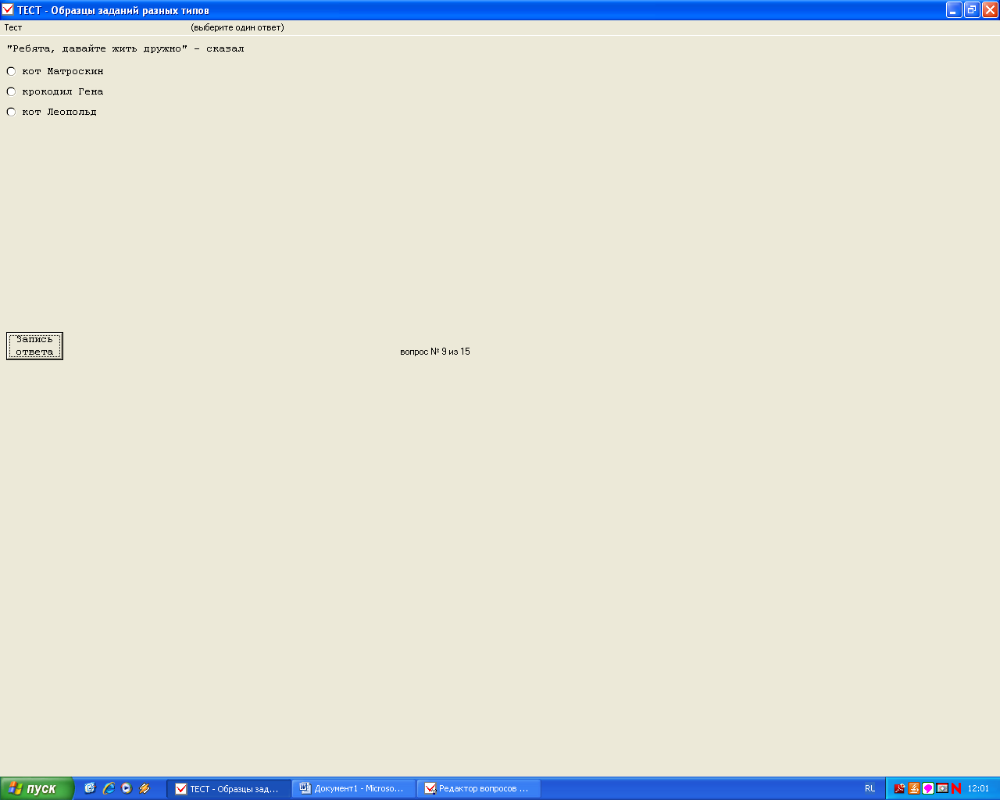 ТЕСТ - Образцы заданий разных типов
Тест (выберите один ответ)
"Ребята, давайте жить дружно" - сказал
кот Матроскин
крокодил Гена
кот Леопольд
Запись
ответа
вопрос № 9 из 15
пуск ТЕСТ - Образцы зад... Документ1 - Microso... Редактор вопросов ... RL 12:01